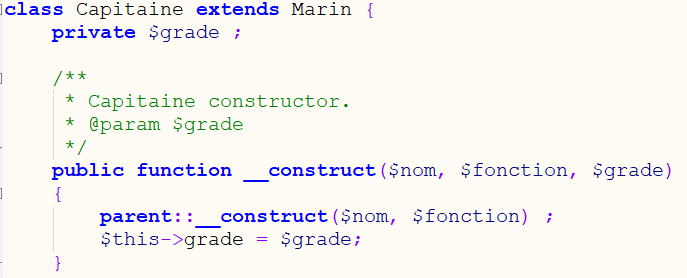 class Capitaine extends Marin {
private $grade ;
/**
* Capitaine constructor.
* @param $grade
*/
public function __construct($nom, $fonction, $grade)
{
parent::__construct($nom, $fonction) ;
$this->grade = $grade;
}